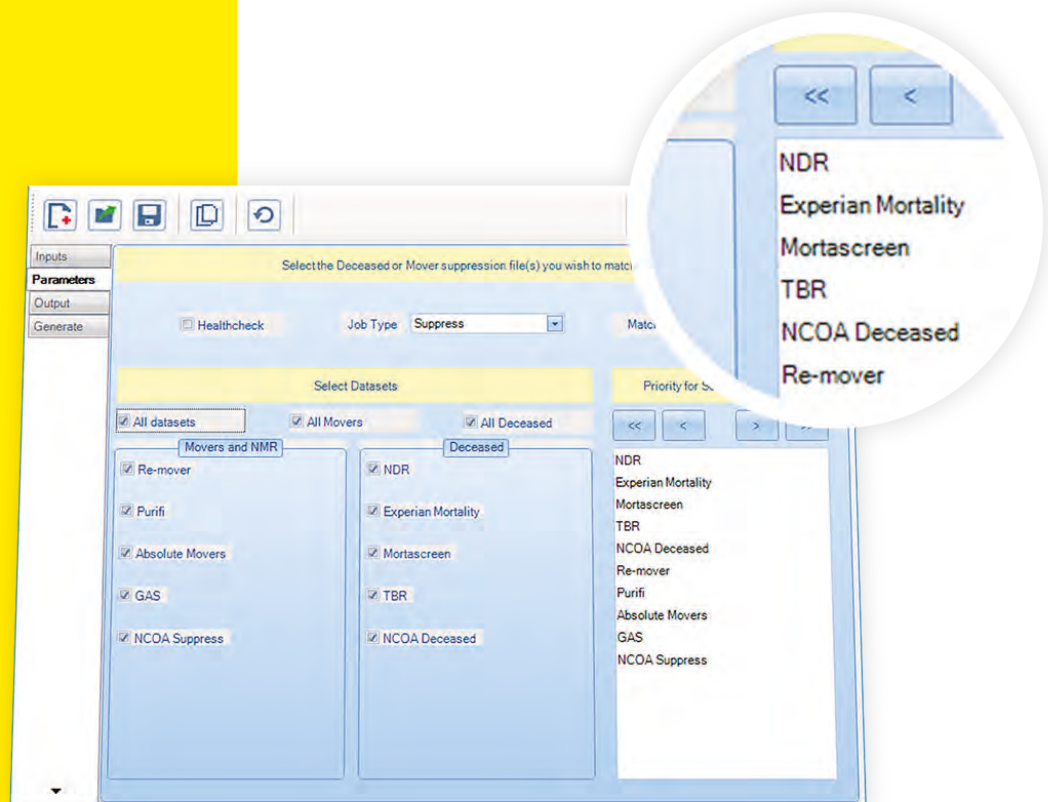 << <
NDR
Experian Mortality
Mortascreen
TBR
NCOA Deceased
Re-mover
Inputs
Parameters
Output
Generate
Select the Deceased or Mover suppression file(s) you wish to
Healthcheck Job Type Suppress
Select Datasets Priority for
All datasets All Movers All Deceased << < >
Movers and NMR
Re-mover
Purifi
Absolute Movers
GAS
NCOA Suppress
Deceased
NDR
Experian Mortality
Mortascreen
TBR
NCOA Deceased
NDR
Experian Mortality
Mortascreen
TBR
NCOA Deceased
Re-mover
Purifi
Absolute Movers
GAS
NCOA Suppress